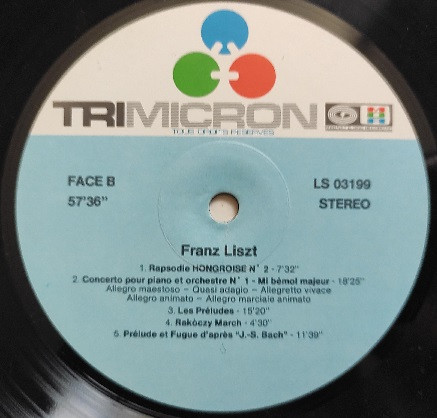 TRIMICRON
TOUS DROITS RESERVES
FACE B
57'36"
LS 03199
STEREO
Franz Liszt
1. Rapsodie HONGROISE N° 2 - 7'32"
2. Concerto pour piano et orchestre N° 1 - Mi bémol majeur - 18'25"
Allegro maestoso – Quasi adagio – Allegretto vivace
Allegro animato – Allegro marciale animato
3. Les Préludes - 15'20"
4. Rakòczy March - 4'30"
5. Prélude et Fugue d'après "J.-S. Bach" - 11'39"